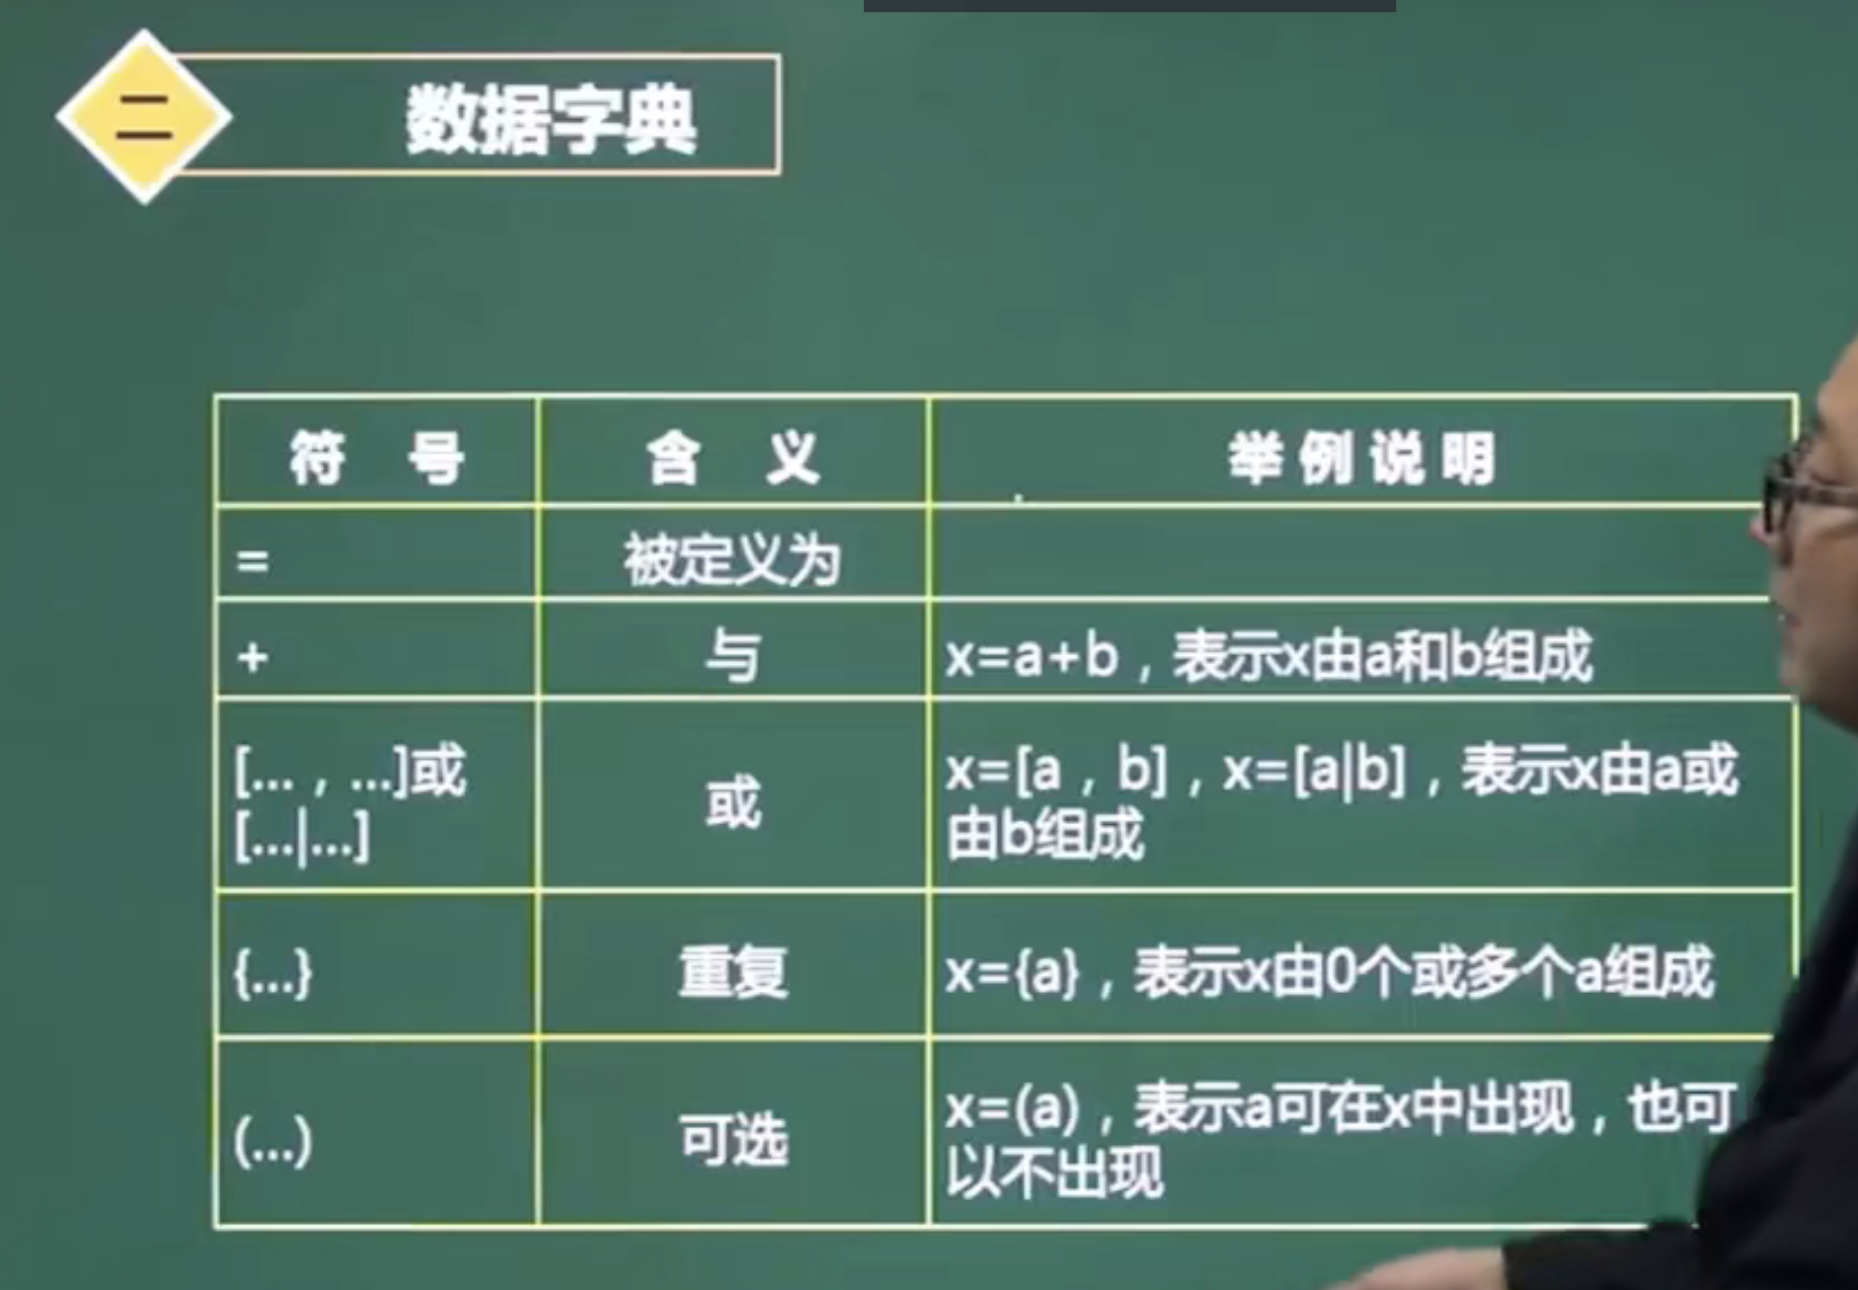 二
数据字典
符 号 含 义 举例说明
= 被定义为
+ 与 x=a+b，表示x由a和b组成
[...，...]或
[...|...]
或
x=[a，b]，x=[a|b]，表示x由a或
由b组成
{...} 重复 x={a}，表示x由0个或多个a组成
(...) 可选
x=(a)，表示a可在x中出现，也可
以不出现